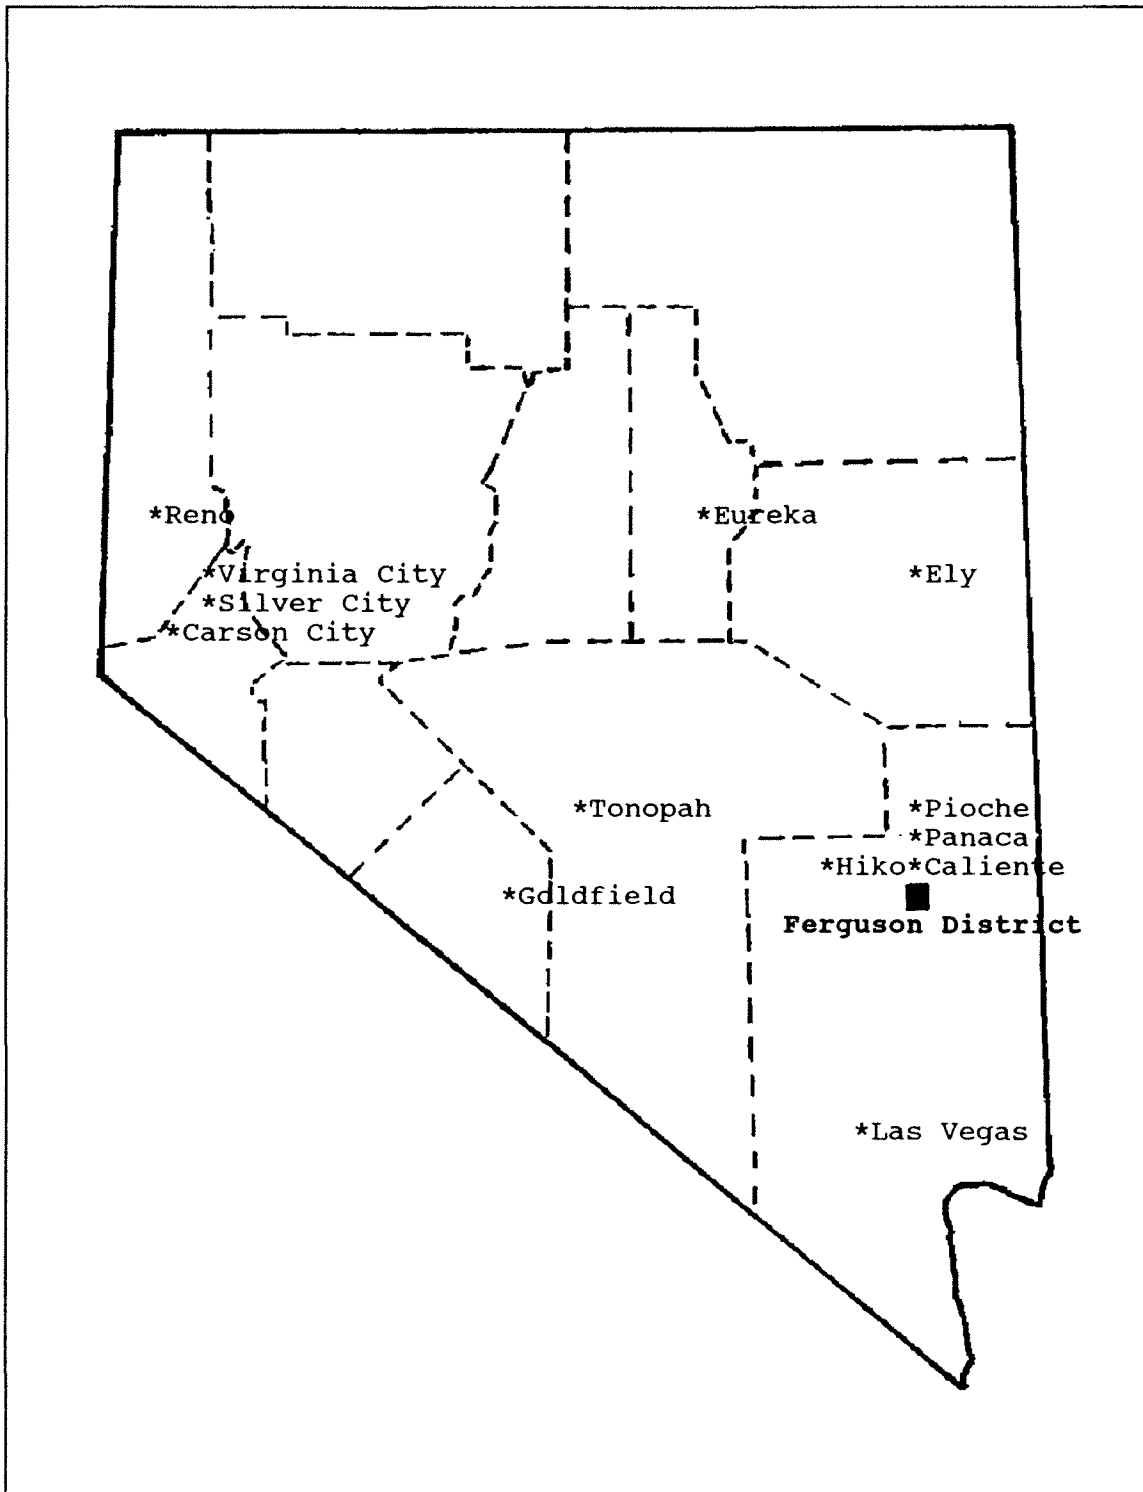 *Reno
*Eureka
*Virginia City
*Ely
*Silver City
*Carson City
*Tonopah
*Pioche
*Panaca
*Hiko*Caliente
*Goldfield
Ferguson District
*Las Vegas